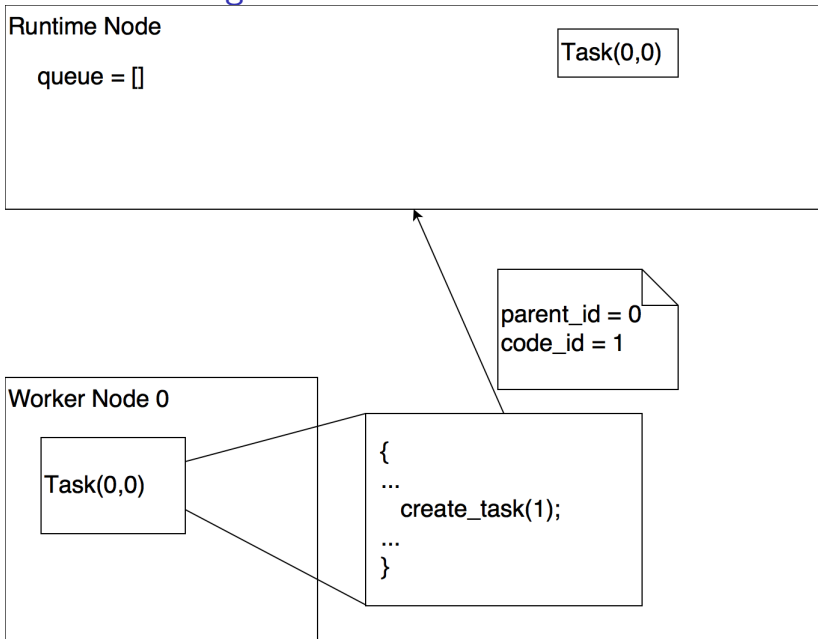 Runtime Node
Task(0,0)
queue = []
parent_id = 0
code_id = 1
Worker Node 0
Task(0,0)
{
...
create_task(1);
...
}